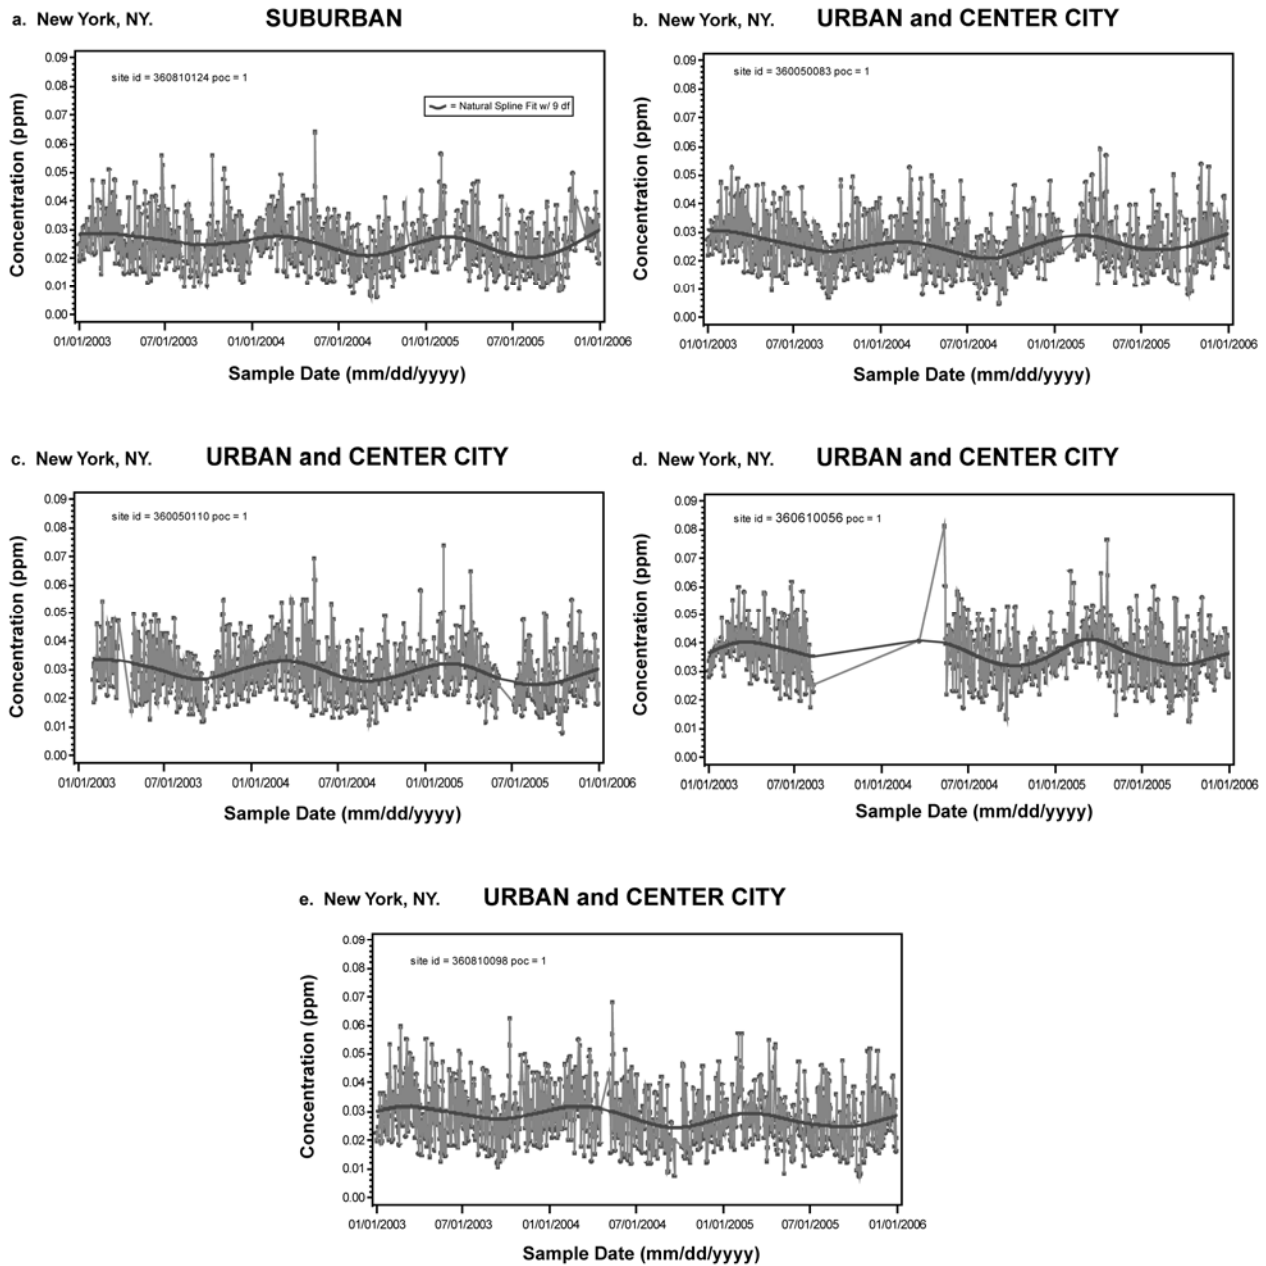 a. New York, NY. SUBURBAN
site id = 360810124 poc = 1
= Natural Spline Fit w/ 9 df
Concentration (ppm)
0.09
0.08
0.07
0.06
0.05
0.04
0.03
0.02
0.01
0.00
01/01/2003 07/01/2003 01/01/2004 07/01/2004 01/01/2005 07/01/2005 01/01/2006
Sample Date (mm/dd/yyyy)
b. New York, NY. URBAN and CENTER CITY
site id = 360050083 poc = 1
Concentration (ppm)
0.09
0.08
0.07
0.06
0.05
0.04
0.03
0.02
0.01
0.00
01/01/2003 07/01/2003 01/01/2004 07/01/2004 01/01/2005 07/01/2005 01/01/2006
Sample Date (mm/dd/yyyy)
c. New York, NY. URBAN and CENTER CITY
site id = 360050110 poc = 1
Concentration (ppm)
0.09
0.08
0.07
0.06
0.05
0.04
0.03
0.02
0.01
0.00
01/01/2003 07/01/2003 01/01/2004 07/01/2004 01/01/2005 07/01/2005 01/01/2006
Sample Date (mm/dd/yyyy)
d. New York, NY. URBAN and CENTER CITY
site id = 360610056 poc = 1
Concentration (ppm)
0.09
0.08
0.07
0.06
0.05
0.04
0.03
0.02
0.01
0.00
01/01/2003 07/01/2003 01/01/2004 07/01/2004 01/01/2005 07/01/2005 01/01/2006
Sample Date (mm/dd/yyyy)
e. New York, NY. URBAN and CENTER CITY
site id = 360810098 poc = 1
Concentration (ppm)
0.09
0.08
0.07
0.06
0.05
0.04
0.03
0.02
0.01
0.00
01/01/2003 07/01/2003 01/01/2004 07/01/2004 01/01/2005 07/01/2005 01/01/2006
Sample Date (mm/dd/yyyy)